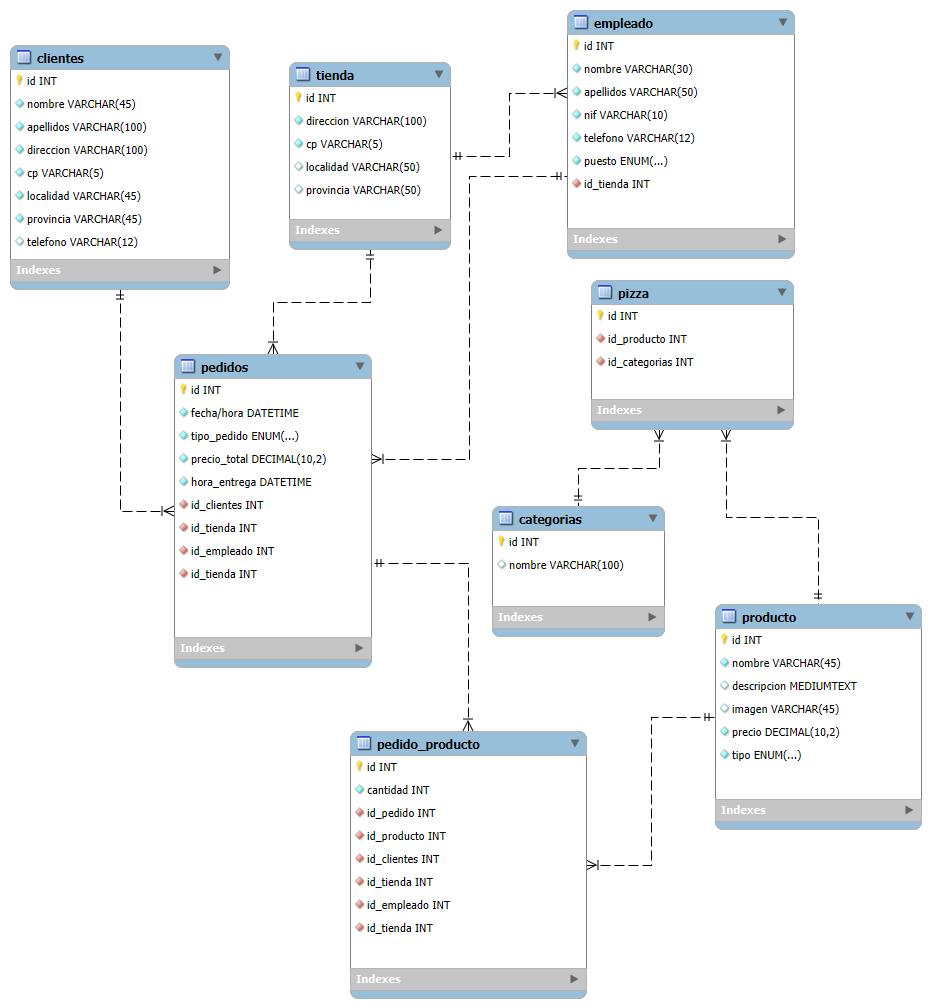 clientes
id INT
nombre VARCHAR(45)
apellidos VARCHAR(100)
direccion VARCHAR(100)
cp VARCHAR(5)
localidad VARCHAR(45)
provincia VARCHAR(45)
telefono VARCHAR(12)
Indexes
tienda
id INT
direccion VARCHAR(100)
cp VARCHAR(5)
localidad VARCHAR(50)
provincia VARCHAR(50)
Indexes
empleado
id INT
nombre VARCHAR(30)
apellidos VARCHAR(50)
nif VARCHAR(10)
telefono VARCHAR(12)
puesto ENUM(...)
id_tienda INT
Indexes
pizza
id INT
id_producto INT
id_categorias INT
Indexes
pedidos
id INT
fecha/hora DATETIME
tipo_pedido ENUM(...)
precio_total DECIMAL(10,2)
hora_entrega DATETIME
id_clientes INT
id_tienda INT
id_empleado INT
id_tienda INT
Indexes
categorias
id INT
nombre VARCHAR(100)
Indexes
producto
id INT
nombre VARCHAR(45)
descripcion MEDIUMTEXT
imagen VARCHAR(45)
precio DECIMAL(10,2)
tipo ENUM(...)
Indexes
pedido_producto
id INT
cantidad INT
id_pedido INT
id_producto INT
id_clientes INT
id_tienda INT
id_empleado INT
id_tienda INT
Indexes